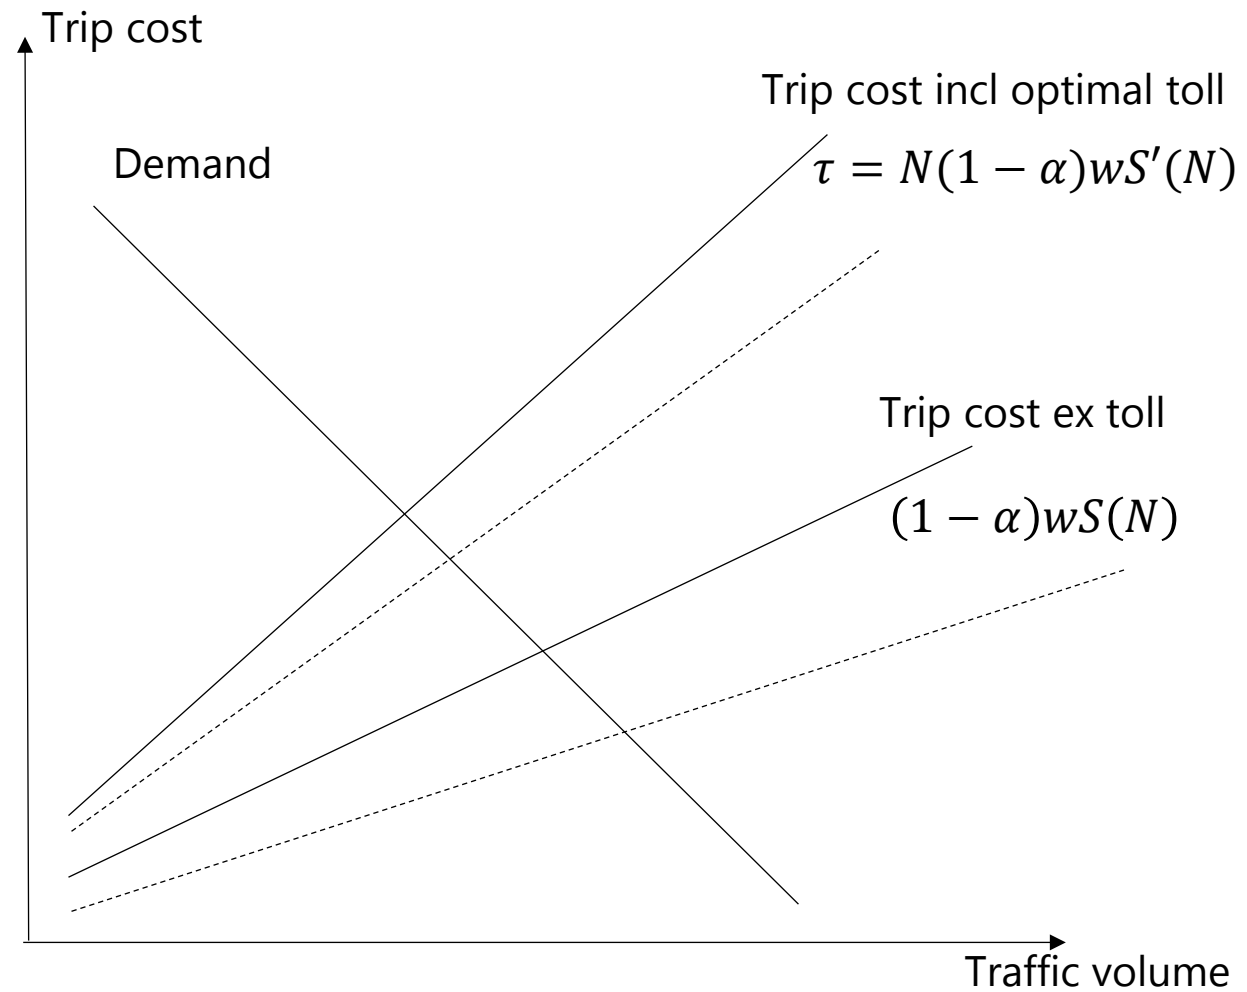 Trip cost
Trip cost incl optimal toll
Demand
τ = N(1 − α)wS′(N)
Trip cost ex toll
(1 − α)wS(N)
Traffic volume